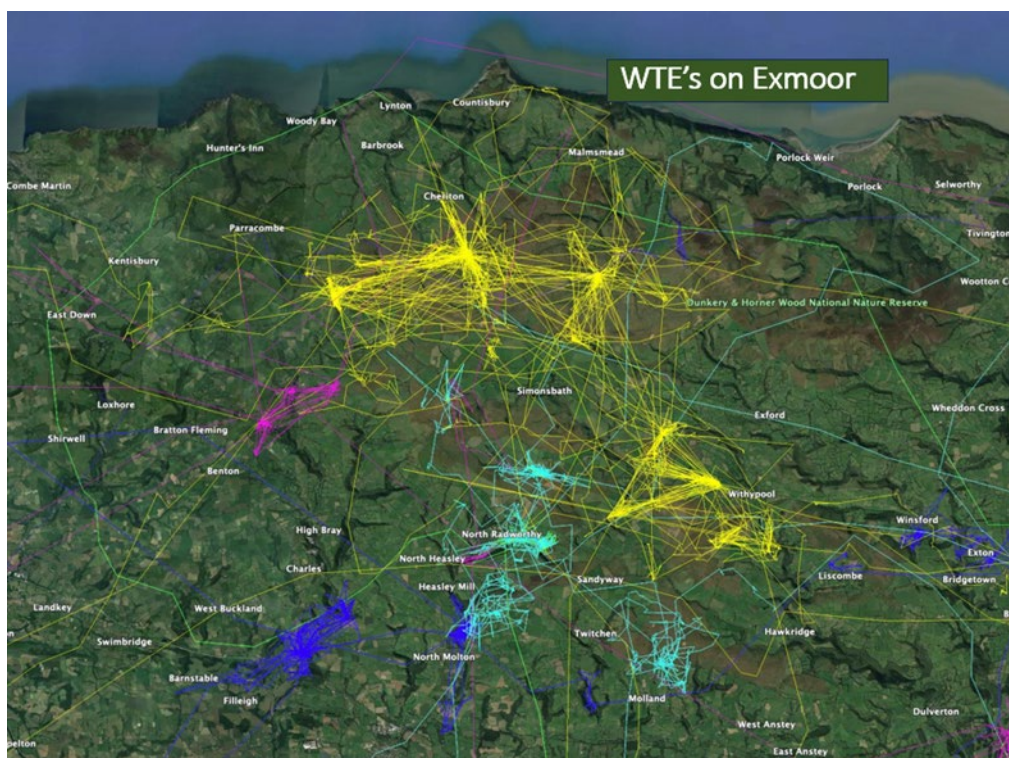 WTE's on Exmoor
Lynton
Countisbury
Woody Bay
Hunter's Inn
Barbrook
Malmsmead
Porlock Weir
Combe Martin
Porlock
Selworthy
Parracombe
Tivington
Kentisbury
Wootton C
Dunkery & Horner Wood National Nature Reserve
East Down
Simonsbath
Loxhore
Exford
Wheddon Cross
Shirwell
Bratton Fleming
Benton
Withypool
High Bray
Winsford
North Radworthy
North Heasley
Exton
Charles
Heasley Mill
Sandyway
Liscombe
Bridgetown
Landkey
West Buckland
Swimbridge
Twitchen
Hawkridge
North Molton
Barnstable
Filleigh
Molland
Dulverton
West Anstey
pelton
East Anstey